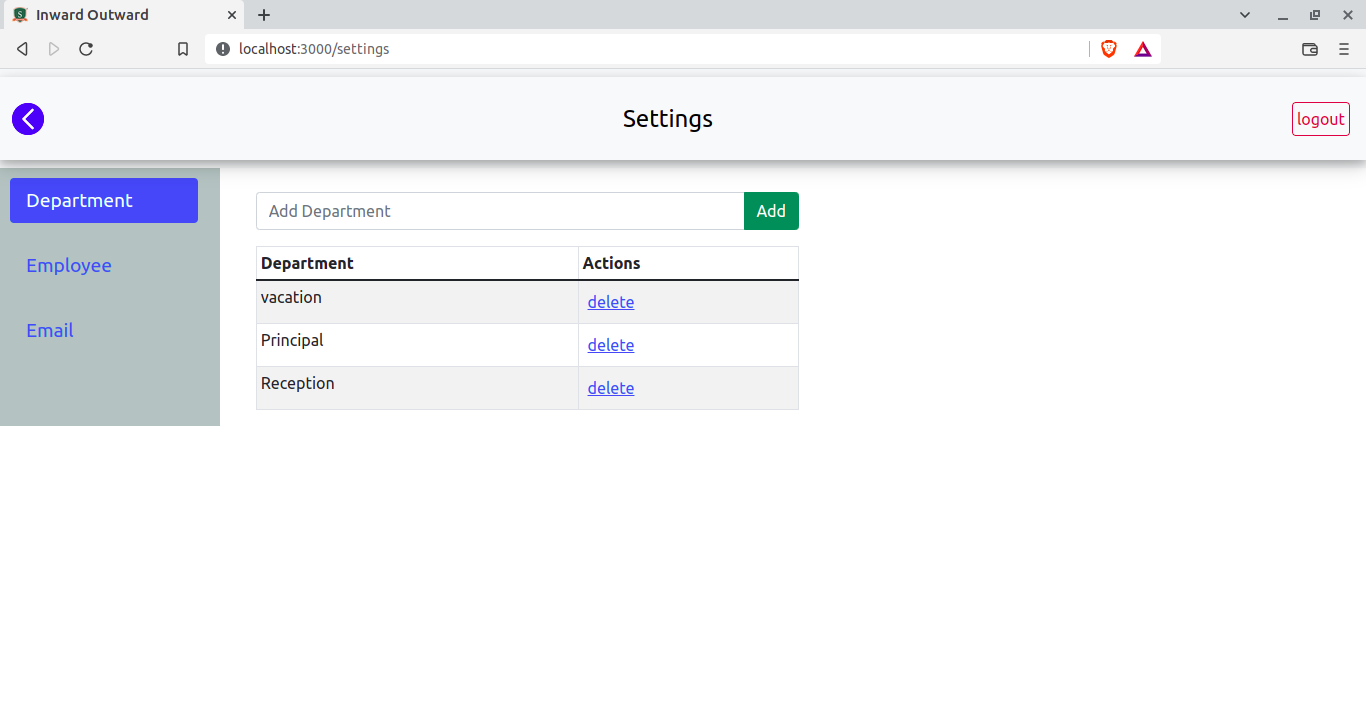 Inward Outward
localhost:3000/settings
Settings
logout
Department
Employee
Email
Add Department
Add
Department Actions
vacation delete
Principal delete
Reception delete